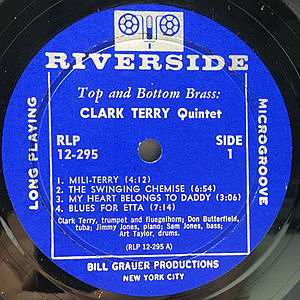 RIVERSIDE
Top and Bottom Brass:
CLARK TERRY Quintet
RLP
12-295
SIDE
1
LONG PLAYING
MICROGROOVE
1. MILI-TERRY (4:12)
2. THE SWINGING CHEMISE (6:54)
3. MY HEART BELONGS TO DADDY (3:06)
4. BLUES FOR ETTA (7:14)
Clark Terry, trumpet and fluegelhorn; Don Butterfield,
tuba; Jimmy Jones, piano; Sam Jones, bass;
Art Taylor, drums.
(RLP 12-295 A)
BILL GRAUER PRODUCTIONS
NEW YORK CITY